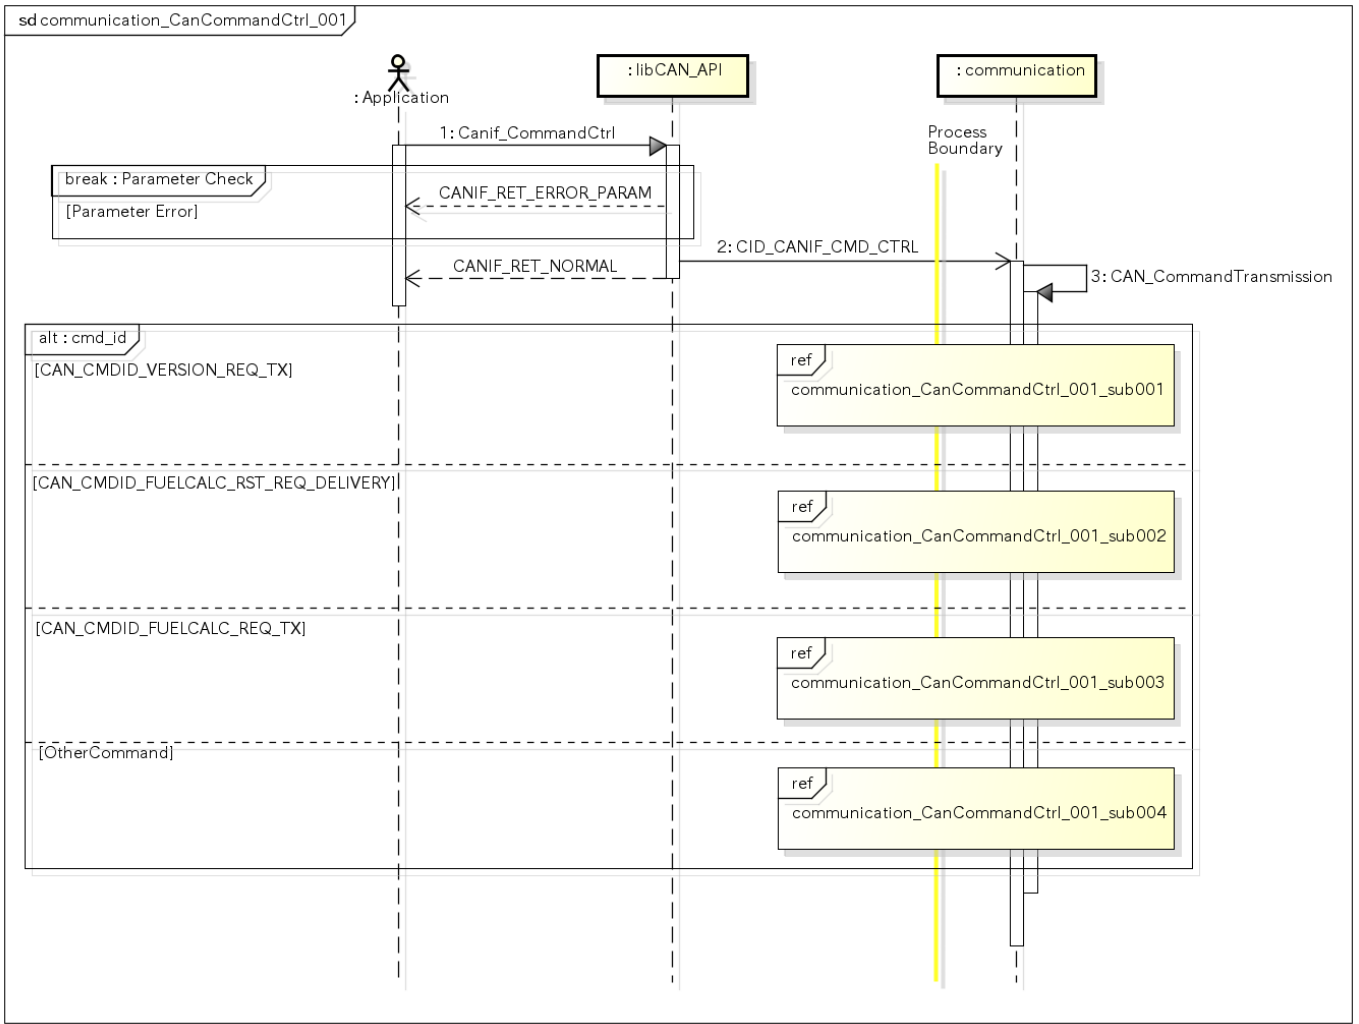 sd communication_CanCommandCtrl_001
: Application
: libCAN_API
: communication
1: Canif_CommandCtrl
Process
Boundary
break : Parameter Check
CANIF_RET_ERROR_PARAM
[Parameter Error]
2: CID_CANIF_CMD_CTRL
CANIF_RET_NORMAL
3: CAN_CommandTransmission
alt : cmd_id
[CAN_CMDID_VERSION_REQ_TX]
ref
communication_CanCommandCtrl_001_sub001
[CAN_CMDID_FUELCALC_RST_REQ_DELIVERY]
ref
communication_CanCommandCtrl_001_sub002
[CAN_CMDID_FUELCALC_REQ_TX]
ref
communication_CanCommandCtrl_001_sub003
[OtherCommand]
ref
communication_CanCommandCtrl_001_sub004